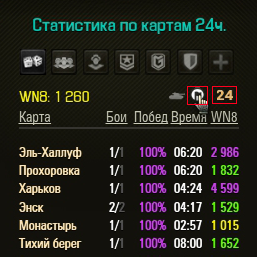 Статистика по картам 24ч.
WN8: 1 260 24
Карта Бои Побед Времн WN8
Эль-Халлуф 1/1 100% 06:20 2 986
Прохоровка 1/1 100% 06:20 1 832
Харьков 1/1 100% 04:24 4 599
Энск 2/2 100% 04:17 1 529
Монастырь 1/1 100% 02:57 1 015
Тихий берег 1/1 100% 08:00 1 652